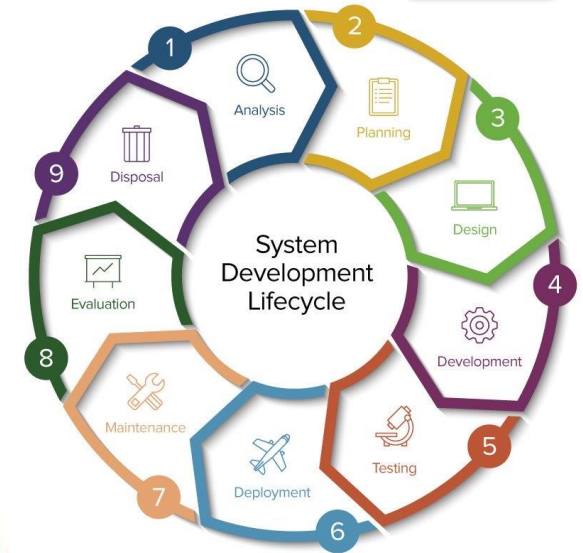 System
Development
Lifecycle
1
Analysis
2
Planning
3
Design
4
Development
5
Testing
6
Deployment
7
Maintenance
8
Evaluation
9
Disposal